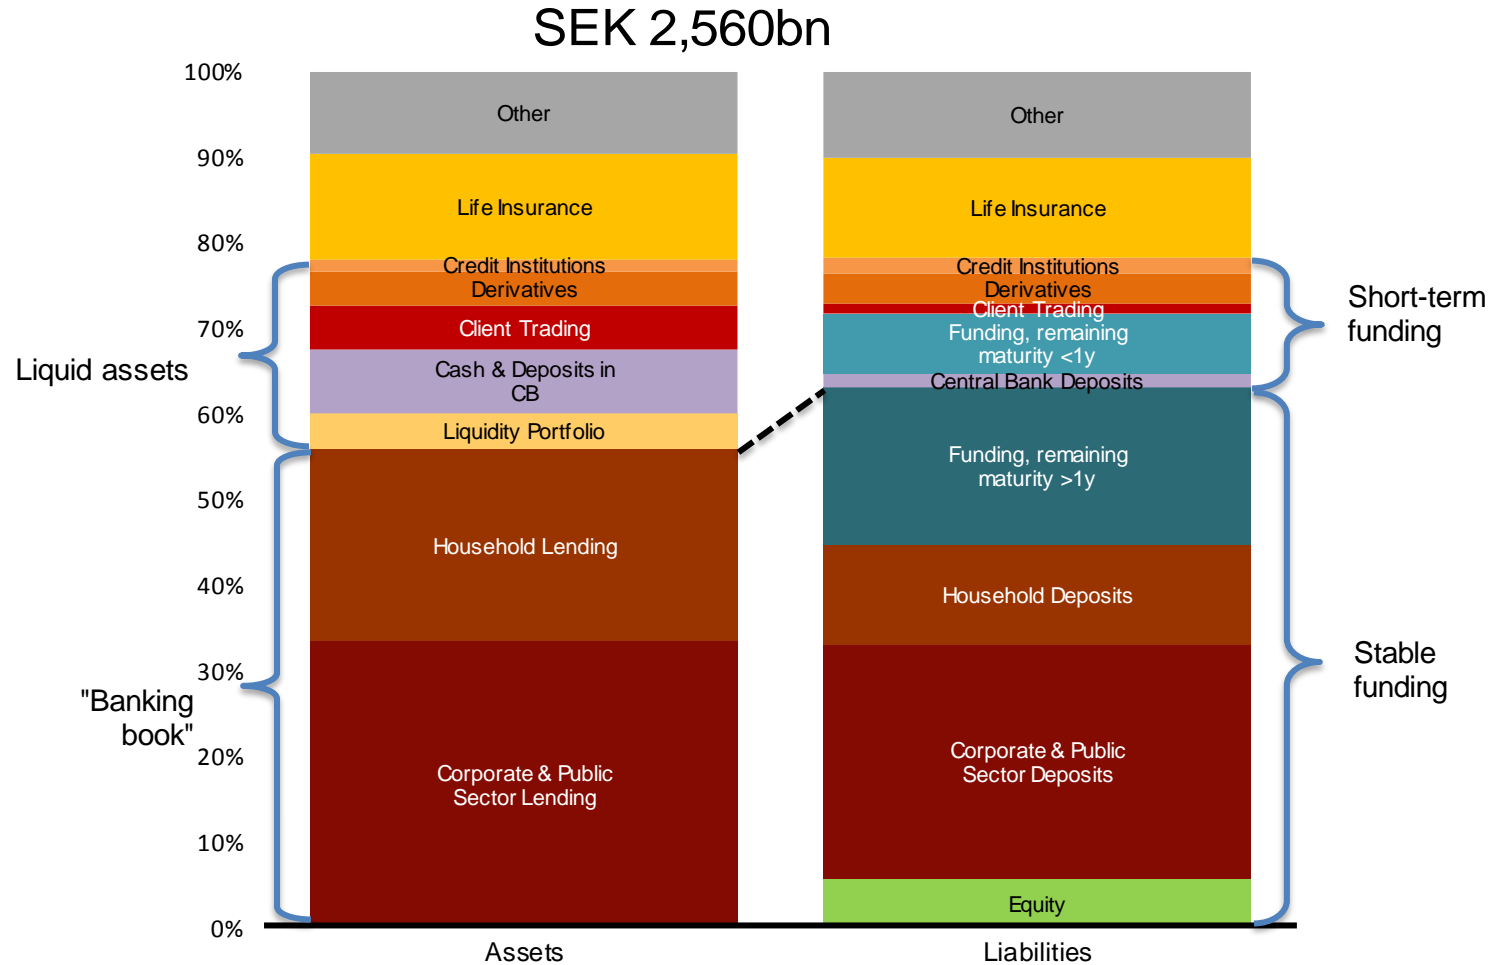 SEK 2,560bn
100%
90%
80%
70%
60%
50%
40%
30%
20%
10%
0%
Liquid assets
"Banking
book"
Other
Life Insurance
Credit Institutions
Derivatives
Client Trading
Cash & Deposits in
CB
Liquidity Portfolio
Household Lending
Corporate & Public
Sector Lending
Assets
Other
Life Insurance
Credit Institutions
Derivatives
Client Trading
Funding, remaining
maturity <1y
Central Bank Deposits
Funding, remaining
maturity >1y
Household Deposits
Corporate & Public
Sector Deposits
Equity
Liabilities
Short-term
funding
Stable
funding